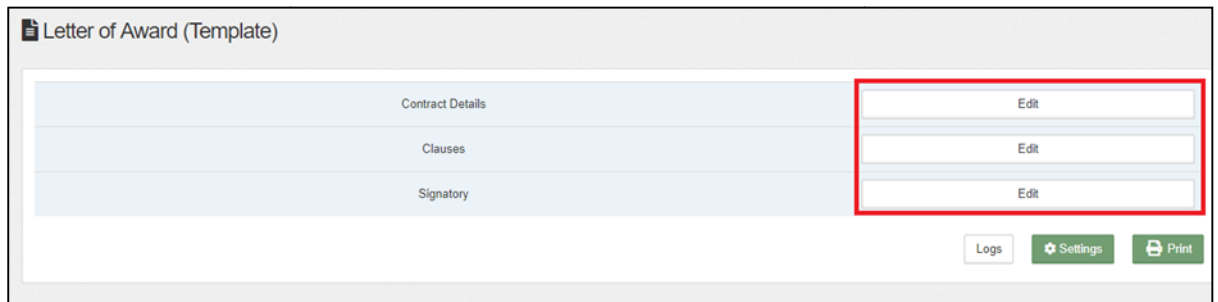 Letter of Award (Template)
Contract Details Edit
Clauses Edit
Signatory Edit
Logs Settings Print